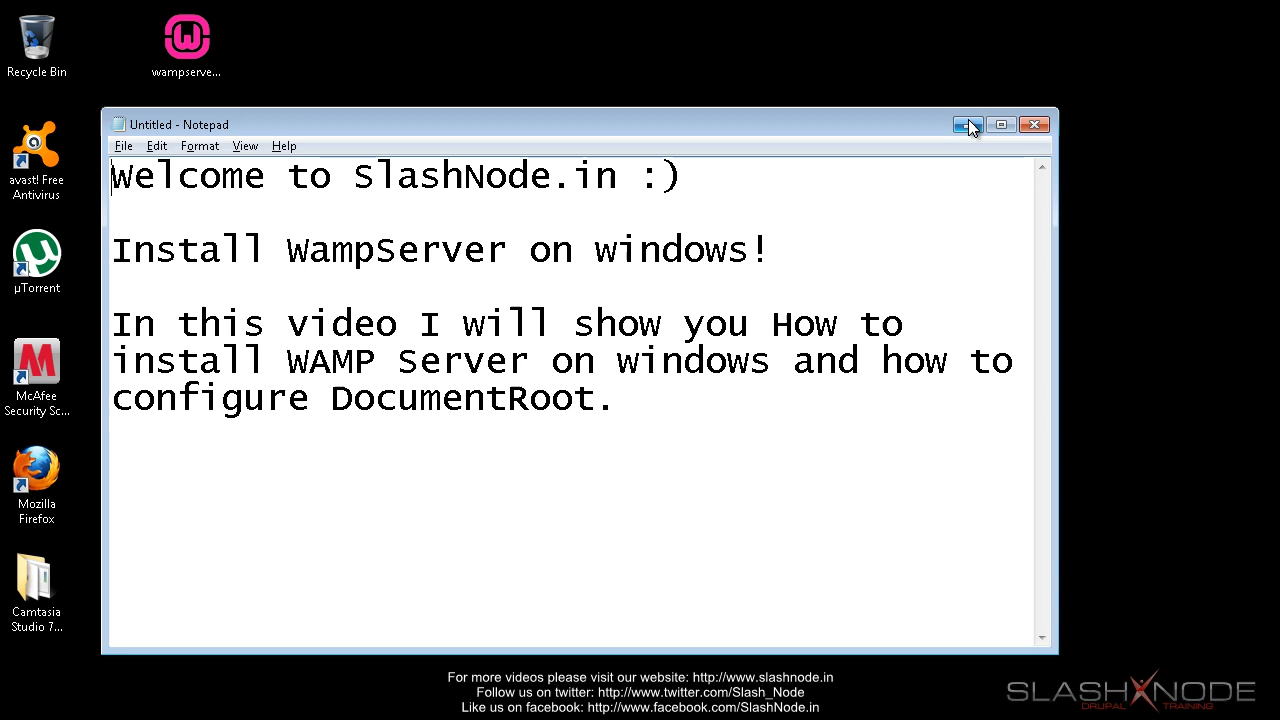 Recycle Bin
wampserve...
Untitled - Notepad
File Edit Format View Help
Welcome to SlashNode.in :)
Install WampServer on windows!
In this video I will show you How to
install WAMP Server on windows and how to
configure DocumentRoot.
avast! Free
Antivirus
µTorrent
McAfee
Security Sc...
Mozilla
Firefox
Camtasia
Studio 7...
For more videos please visit our website: http://www.slashnode.in
Follow us on twitter: http://www.twitter.com/Slash_Node
Like us on facebook: http://www.facebook.com/SlashNode.in
SLASH NODE
DRUPAL TRAINING